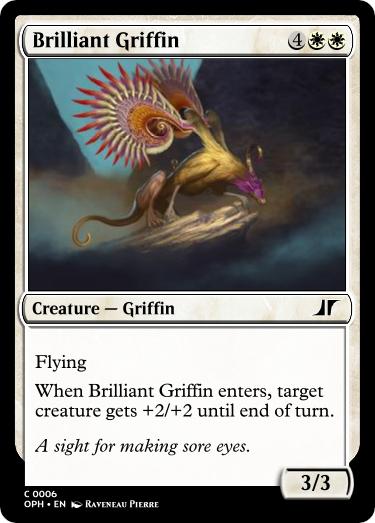 Brilliant Griffin 4
Creature — Griffin
Flying
When Brilliant Griffin enters, target
creature gets +2/+2 until end of turn.
A sight for making sore eyes.
3/3
C 0006
OPH • EN Raveneau Pierre